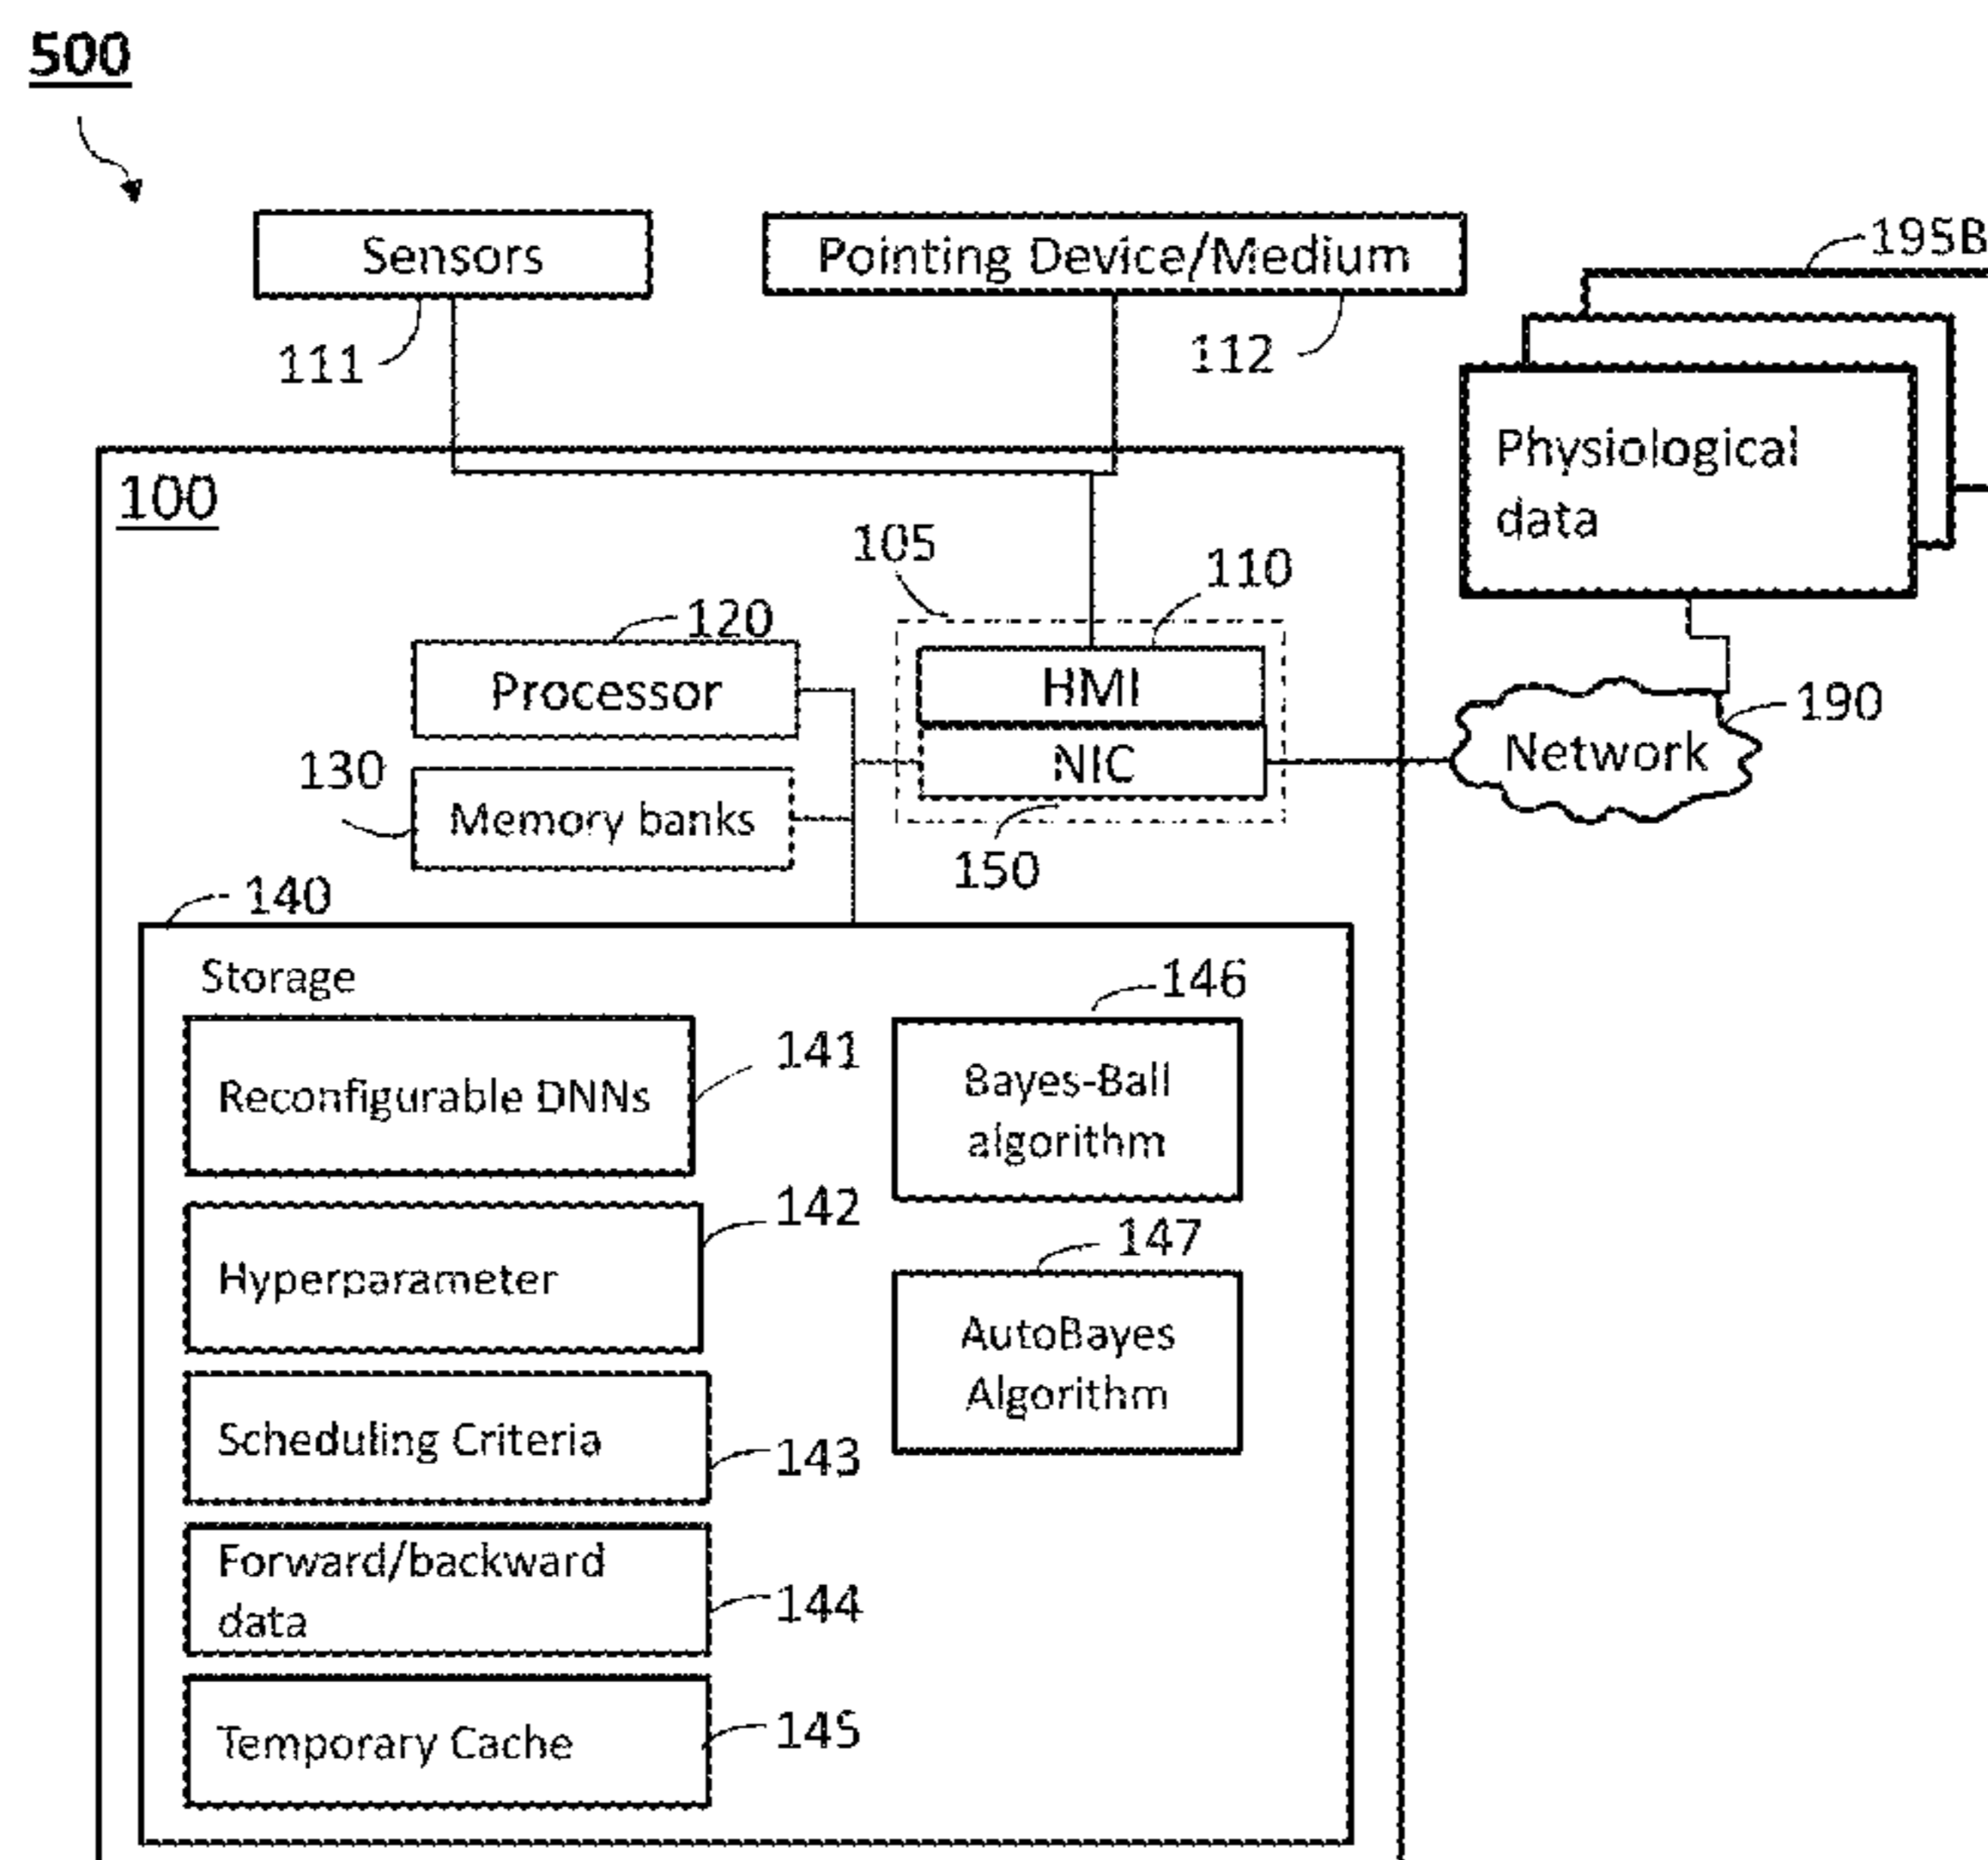 500
Sensors
Pointing Device/Medium
195B
111
112
Physiological
data
100
105
110
120
HMI
Processor
190
NIC
Network
130
Memory banks
150
140
Storage
146
141
Reconfigurable DNNs
Bayes-Ball
algorithm
142
147
Hyperparameter
AutoBayes
Algorithm
Scheduling Criteria
143
Forward/backward
data
144
Temporary Cache
145